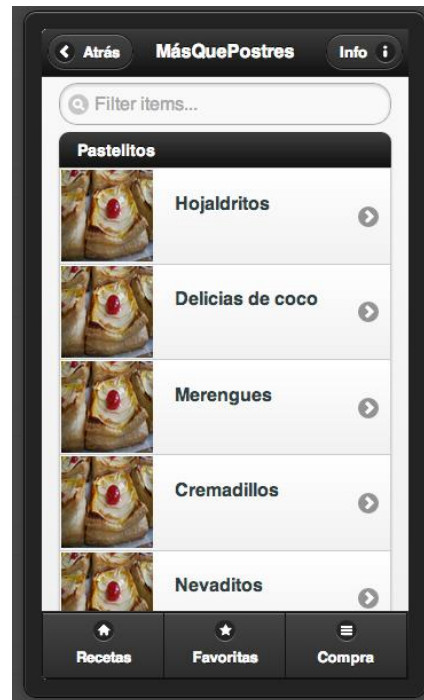 Atrás MásQuePostres Info
Filter items...
Pastelitos
Hojaldritos
Delicias de coco
Merengues
Cremadillos
Nevaditos
Recetas Favoritas Compra